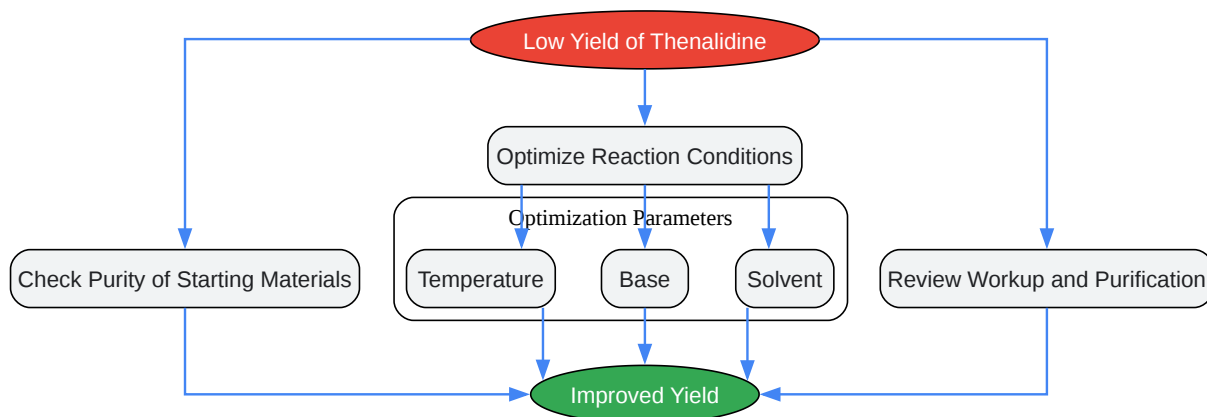 Low Yield of Thenalidine
Optimize Reaction Conditions
Optimization Parameters
Check Purity of Starting Materials
Temperature
Base
Solvent
Review Workup and Purification
Improved Yield